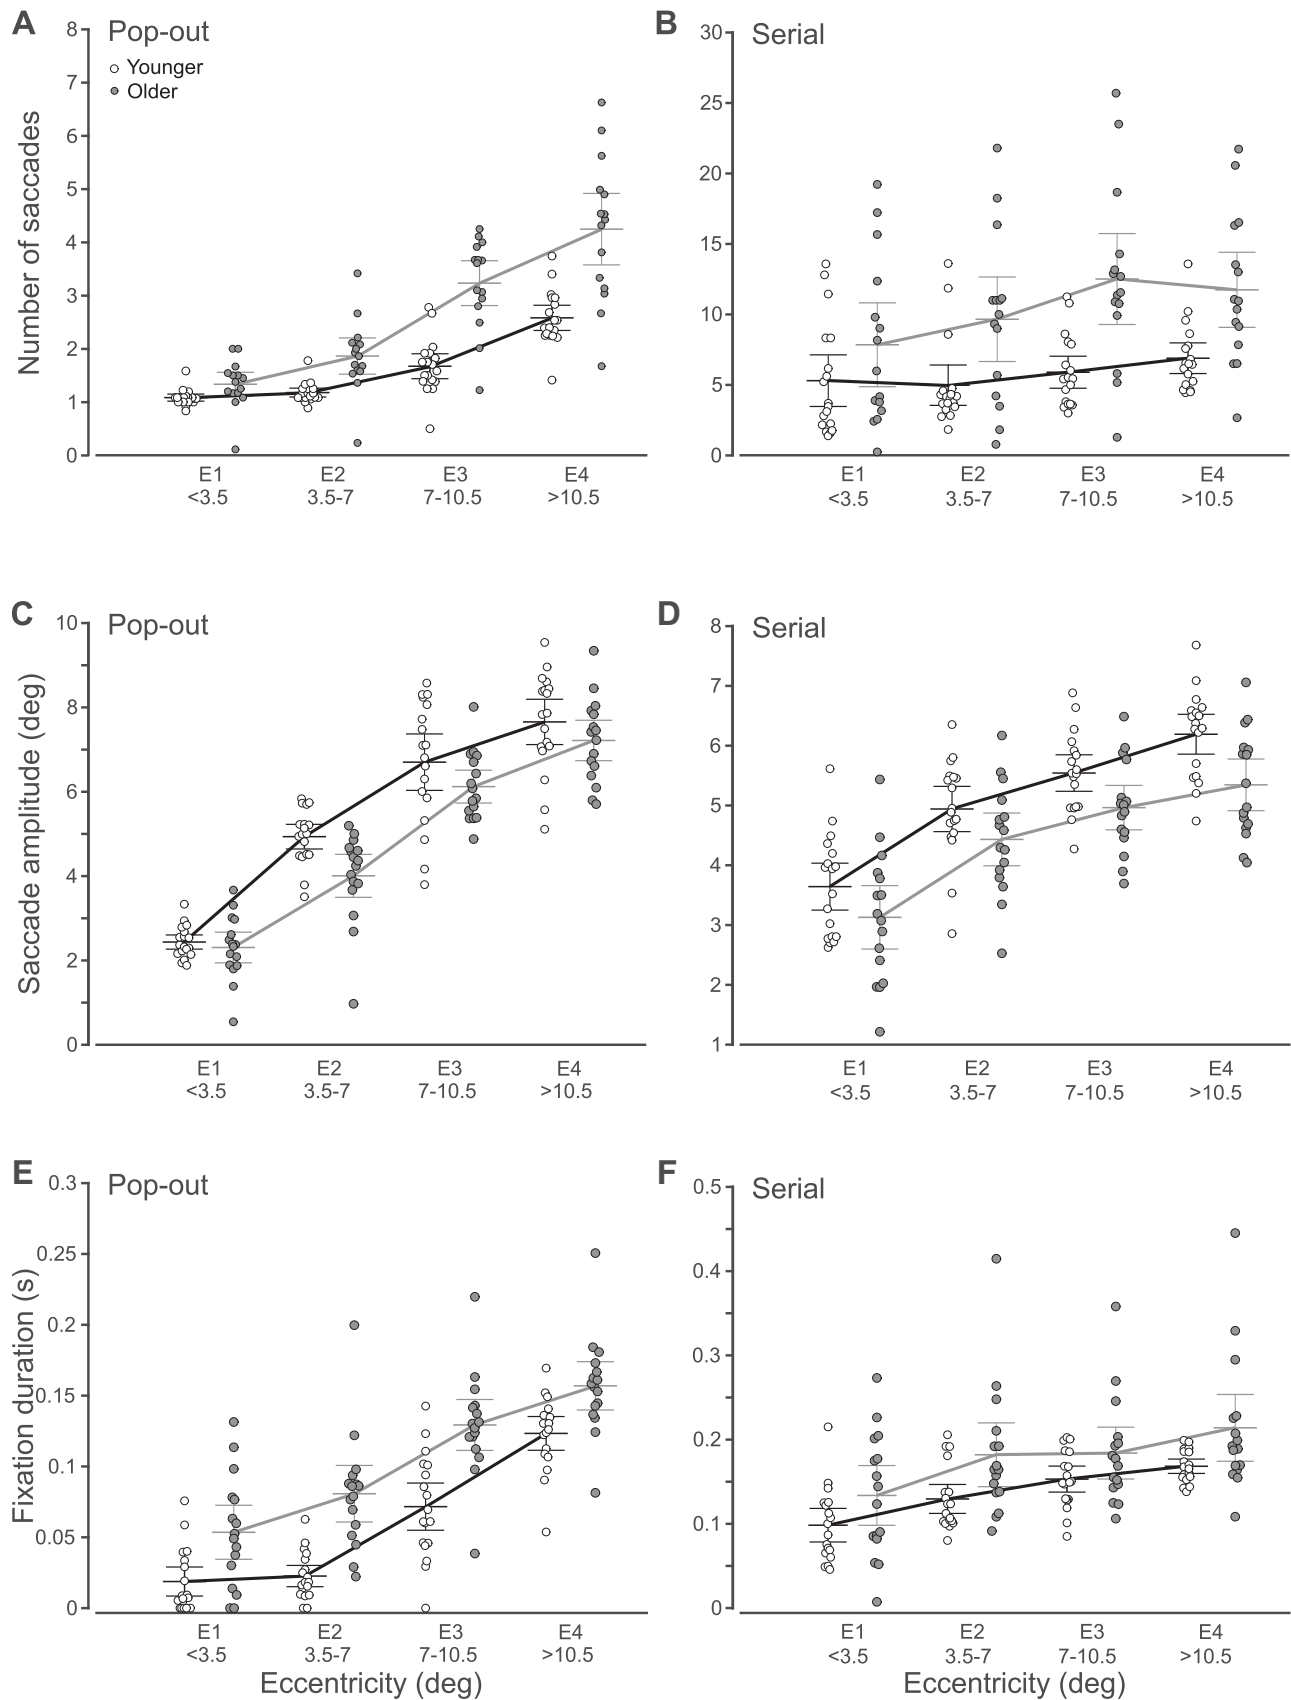 A
Pop-out
Younger
Older
Number of saccades
8
7
6
5
4
3
2
1
0
E1 E2 E3 E4
<3.5 3.5-7 7-10.5 >10.5
B
Serial
30
25
20
15
10
5
0
E1 E2 E3 E4
<3.5 3.5-7 7-10.5 >10.5
C
Pop-out
Saccade amplitude (deg)
10
8
6
4
2
0
E1 E2 E3 E4
<3.5 3.5-7 7-10.5 >10.5
D
Serial
8
7
6
5
4
3
2
1
E1 E2 E3 E4
<3.5 3.5-7 7-10.5 >10.5
E
Pop-out
Fixation duration (s)
0.3
0.25
0.2
0.15
0.1
0.05
0
E1 E2 E3 E4
<3.5 3.5-7 7-10.5 >10.5
Eccentricity (deg)
F
Serial
0.5
0.4
0.3
0.2
0.1
0
E1 E2 E3 E4
<3.5 3.5-7 7-10.5 >10.5
Eccentricity (deg)